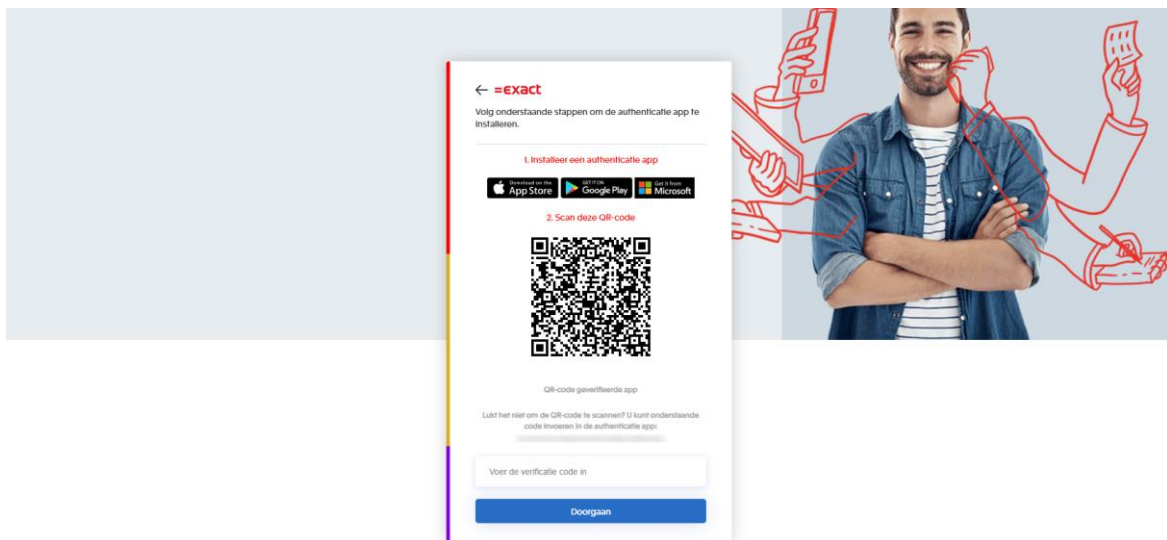 ← =exact
Volg onderstaande stappen om de authenticatie app te
installeren.
1. Installeer een authenticatie app
Download on the
App Store
GET IT ON
Google Play
Get it from
Microsoft
2. Scan deze QR-code
QR-code geverifieerde app
Lukt het niet om de QR-code te scannen? U kunt onderstaande
code invoeren in de authenticatie app:
Voer de verificatie code in
Doorgaan